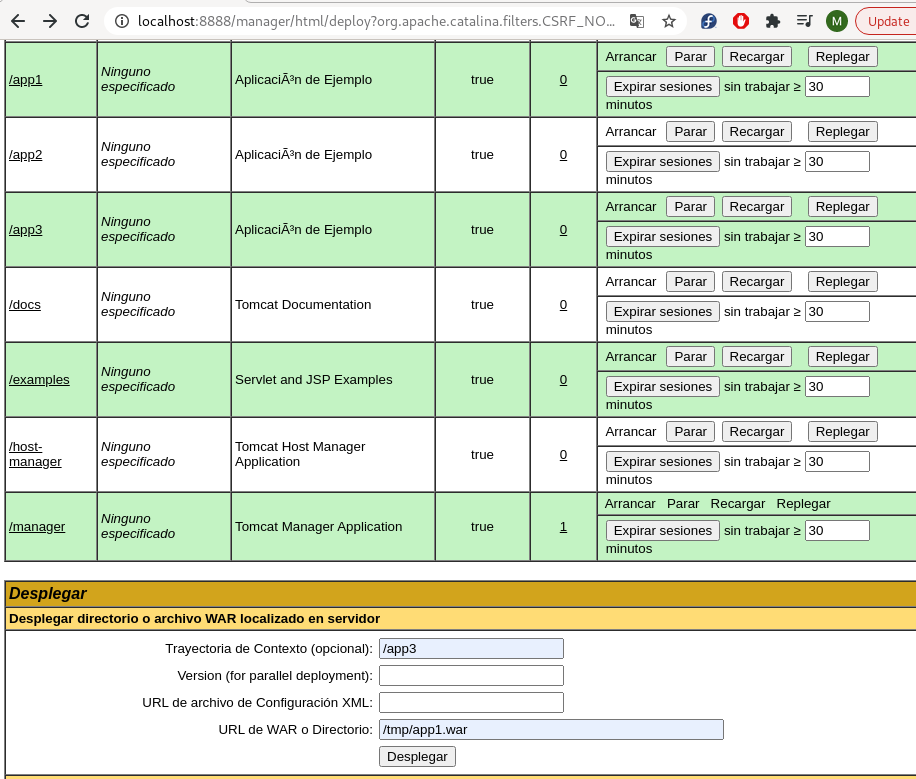 localhost:8888/manager/html/deploy?org.apache.catalina.filters.CSRF_NO...
M
Update
/app1
Ninguno
especificado
AplicaciÃ³n de Ejemplo
true
0
Arrancar Parar Recargar Replegar
Expirar sesiones sin trabajar ≥ 30
minutos
/app2
Ninguno
especificado
AplicaciÃ³n de Ejemplo
true
0
Arrancar Parar Recargar Replegar
Expirar sesiones sin trabajar ≥ 30
minutos
/app3
Ninguno
especificado
AplicaciÃ³n de Ejemplo
true
0
Arrancar Parar Recargar Replegar
Expirar sesiones sin trabajar ≥ 30
minutos
/docs
Ninguno
especificado
Tomcat Documentation
true
0
Arrancar Parar Recargar Replegar
Expirar sesiones sin trabajar ≥ 30
minutos
/examples
Ninguno
especificado
Servlet and JSP Examples
true
0
Arrancar Parar Recargar Replegar
Expirar sesiones sin trabajar ≥ 30
minutos
/host-
manager
Ninguno
especificado
Tomcat Host Manager
Application
true
0
Arrancar Parar Recargar Replegar
Expirar sesiones sin trabajar ≥ 30
minutos
/manager
Ninguno
especificado
Tomcat Manager Application
true
1
Arrancar Parar Recargar Replegar
Expirar sesiones sin trabajar ≥ 30
minutos
Desplegar
Desplegar directorio o archivo WAR localizado en servidor
Trayectoria de Contexto (opcional): /app3
Version (for parallel deployment):
URL de archivo de Configuración XML:
URL de WAR o Directorio: /tmp/app1.war
Desplegar